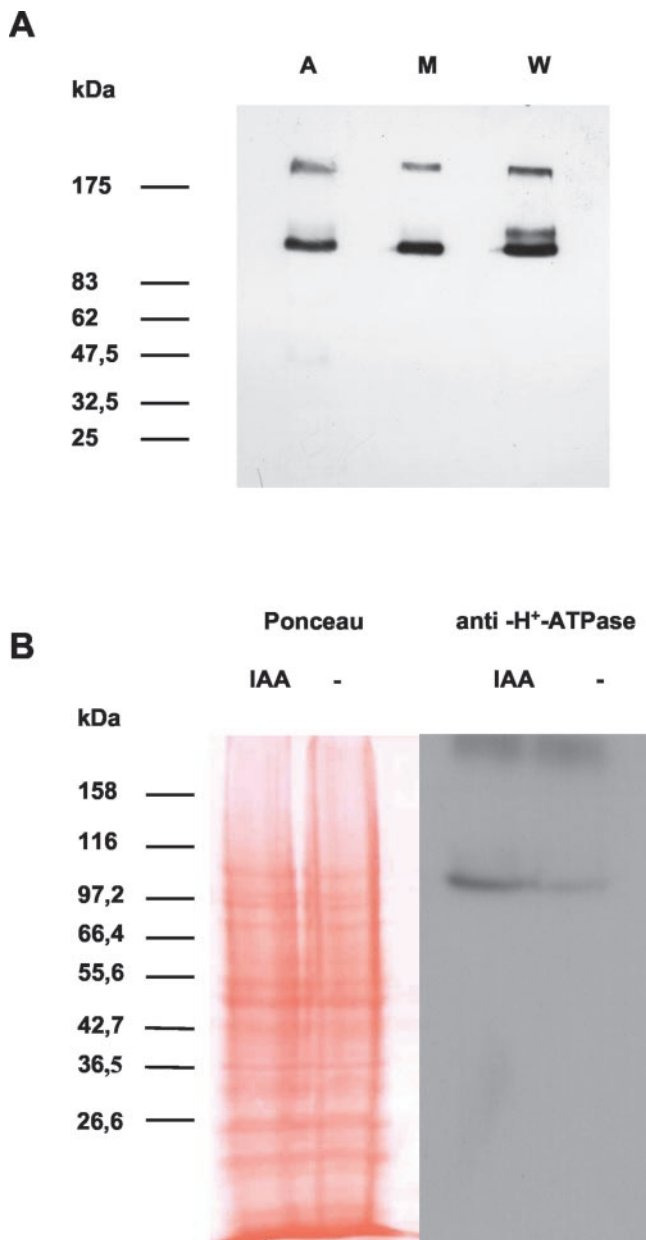 A
A M W
kDa
175
83
62
47,5
32,5
25
Ponceau anti -H+-ATPase
B
IAA - IAA -
kDa
158
116
97,2
66,4
55,6
42,7
36,5
26,6